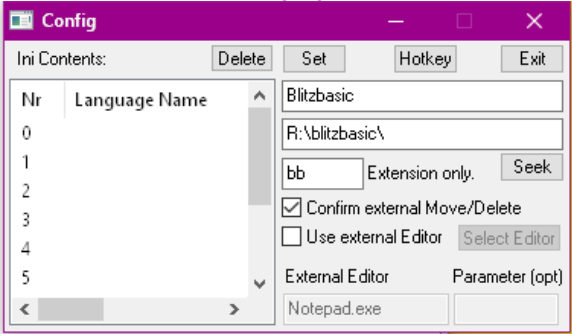 Config
Ini Contents:
Delete
Set
Hotkey
Exit
Nr Language Name
0
1
2
3
4
5
Blitzbasic
R:\blitzbasic\
bb Extension only. Seek
Confirm external Move/Delete
Use external Editor Select Editor
External Editor Parameter (opt)
Notepad.exe